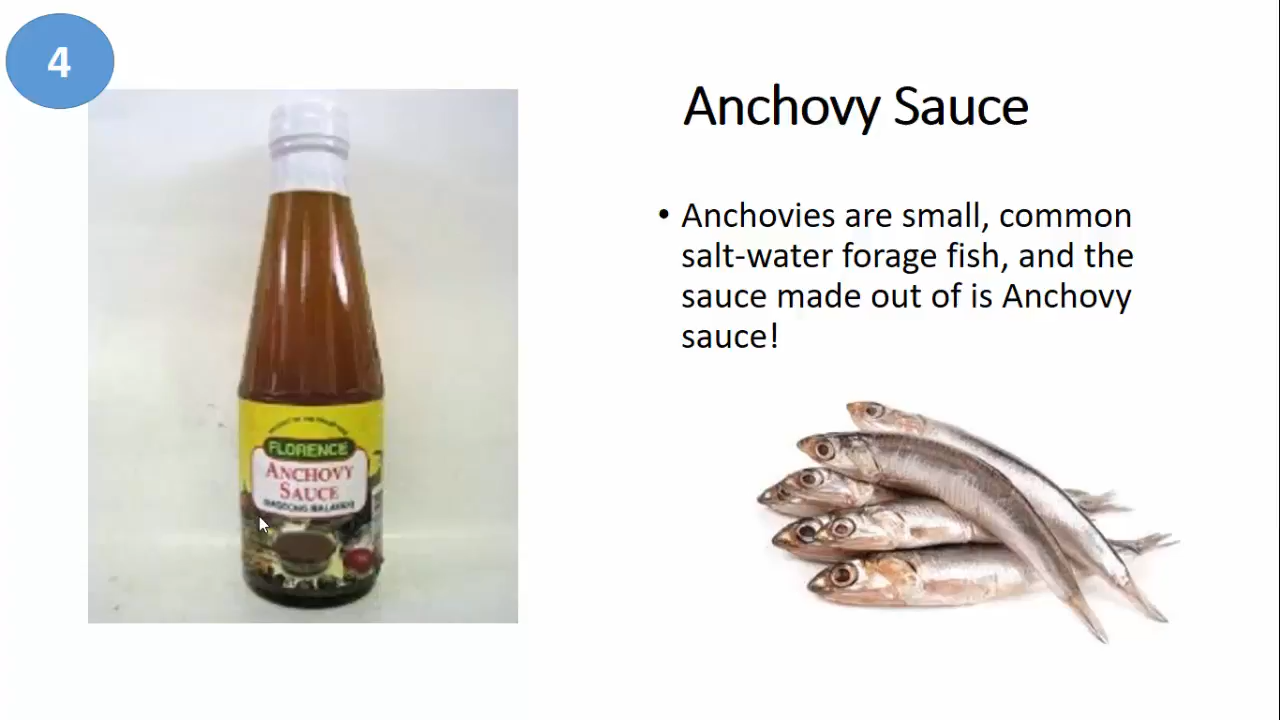 4
Anchovy Sauce
• Anchovies are small, common
salt-water forage fish, and the
sauce made out of is Anchovy
sauce!
FLORENCE
ANCHOVY
SAUCE